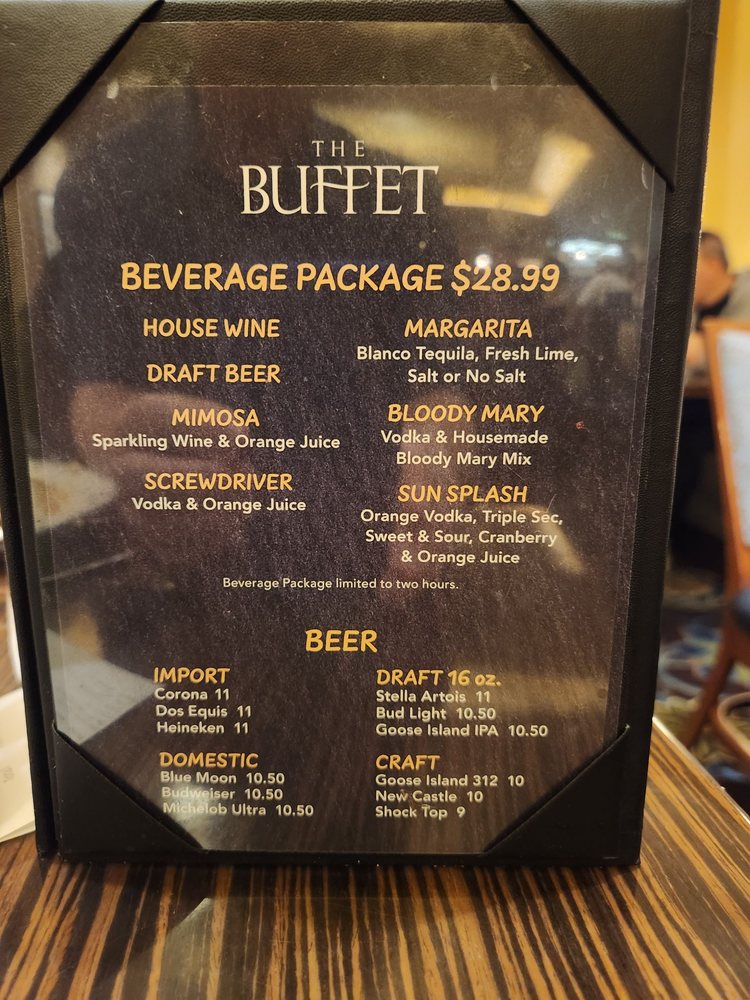 THE
BUFFET
BEVERAGE PACKAGE $28.99
HOUSE WINE
DRAFT BEER
MIMOSA
Sparkling Wine & Orange Juice
SCREWDRIVER
Vodka & Orange Juice
MARGARITA
Blanco Tequila, Fresh Lime,
Salt or No Salt
BLOODY MARY
Vodka & Housemade
Bloody Mary Mix
SUN SPLASH
Orange Vodka, Triple Sec,
Sweet & Sour, Cranberry
& Orange Juice
Beverage Package limited to two hours.
BEER
IMPORT
Corona 11
Dos Equis 11
Heineken 11
DOMESTIC
Blue Moon 10.50
Budweiser 10.50
Michelob Ultra 10.50
DRAFT 16 oz.
Stella Artois 11
Bud Light 10.50
Goose Island IPA 10.50
CRAFT
Goose Island 312 10
New Castle 10
Shock Top 9